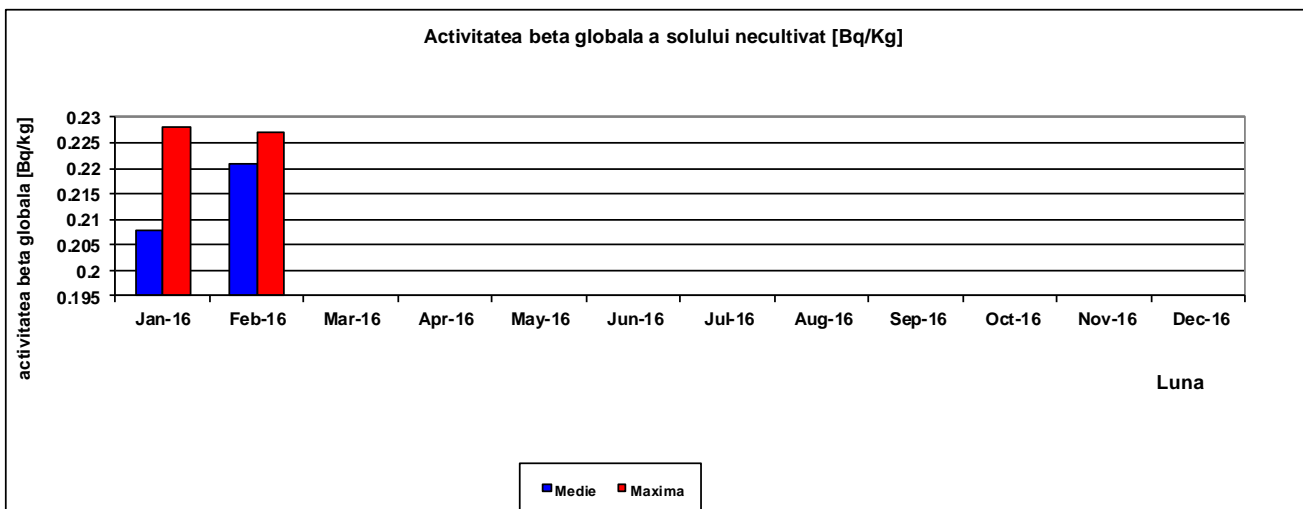 Activitatea beta globala a solului necultivat [Bq/Kg]
activitatea beta globala [Bq/kg]
0.23
0.225
0.22
0.215
0.21
0.205
0.2
0.195
Jan-16 Feb-16 Mar-16 Apr-16 May-16 Jun-16 Jul-16 Aug-16 Sep-16 Oct-16 Nov-16 Dec-16
Luna
Medie Maxima